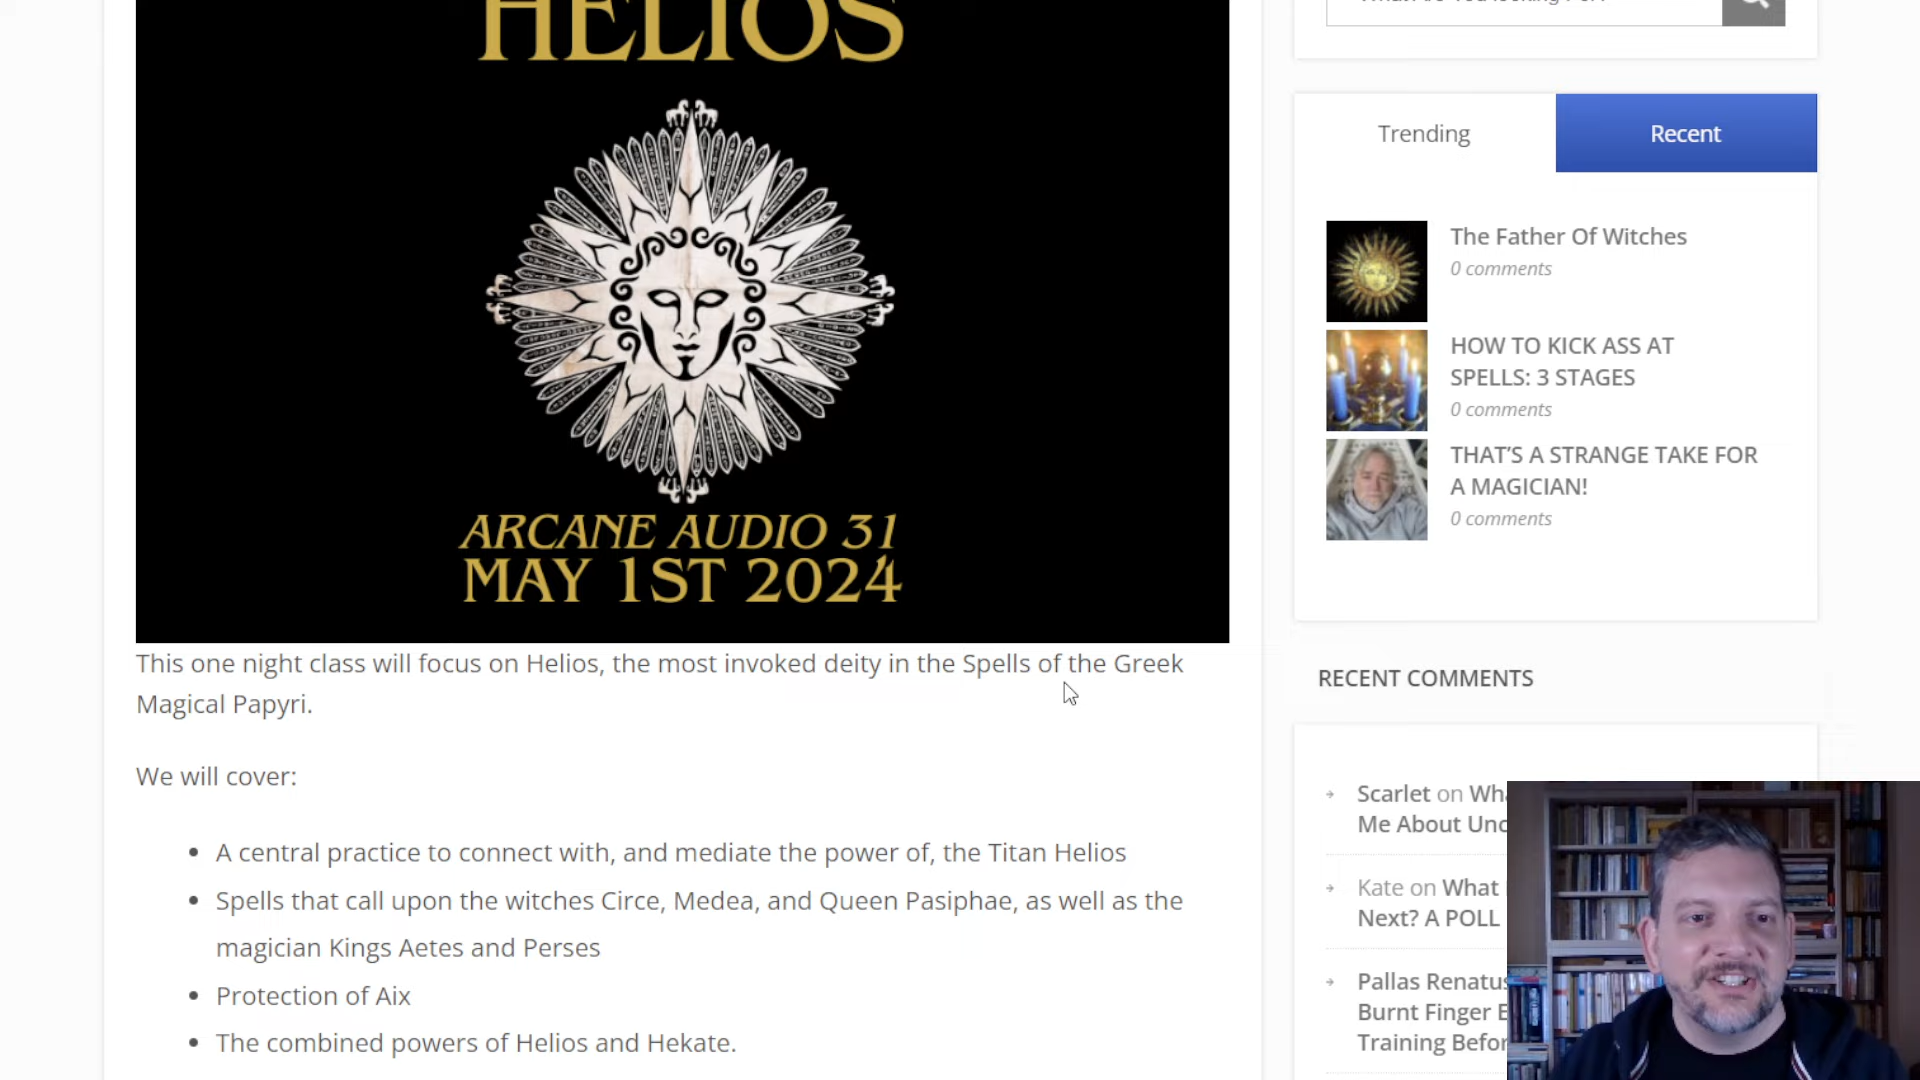 HELIOS
ARCANE AUDIO 31
MAY 1ST 2024
This one night class will focus on Helios, the most invoked deity in the Spells of the Greek
Magical Papyri.
We will cover:
A central practice to connect with, and mediate the power of, the Titan Helios
Spells that call upon the witches Circe, Medea, and Queen Pasiphae, as well as the
magician Kings Aetes and Perses
Protection of Aix
The combined powers of Helios and Hekate.
Trending
Recent
The Father Of Witches
0 comments
HOW TO KICK ASS AT
SPELLS: 3 STAGES
0 comments
THAT'S A STRANGE TAKE FOR
A MAGICIAN!
0 comments
RECENT COMMENTS
Scarlet on
Me About
Kate on What
Next? A POLL
Pallas
Burnt Finger
Training